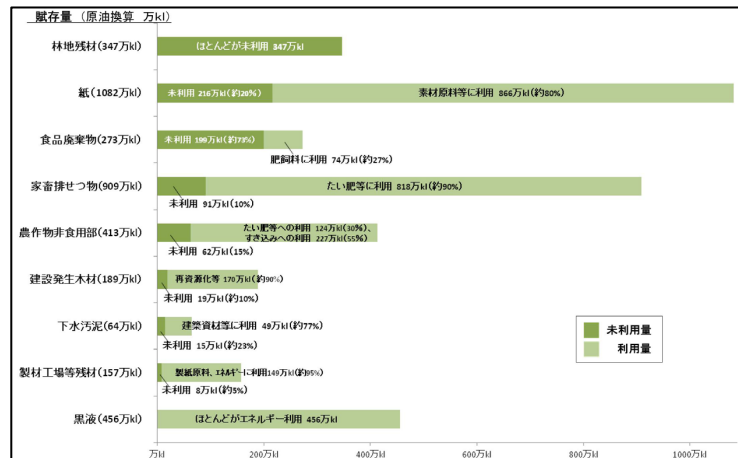 賦存量 (原油換算 万kl)
林地残材(347万kl)
ほとんどが未利用 347万kl
紙(1082万kl)
未利用 216万kl(約20%)
素材原料等に利用 866万kl(約80%)
食品廃棄物(273万kl)
未利用 199万kl(約73%)
肥飼料に利用 74万kl(約27%)
家畜排せつ物(909万kl)
たい肥等に利用 818万kl(約90%)
未利用 91万kl(10%)
農作物非食用部(413万kl)
たい肥等への利用 124万kl(30%)、
すき込みへの利用 227万kl(55%)
未利用 62万kl(15%)
建設発生木材(189万kl)
再資源化等 170万kl(約90%)
未利用 19万kl(約10%)
下水汚泥(64万kl)
建築資材等に利用 49万kl(約77%)
未利用 15万kl(約23%)
製材工場等残材(157万kl)
製紙原料、エネルギーに利用149万kl(約95%)
未利用 8万kl(約5%)
黒液(456万kl)
ほとんどがエネルギー利用 456万kl
未利用量
利用量
万kl
200万kl
400万kl
600万kl
800万kl
1000万kl